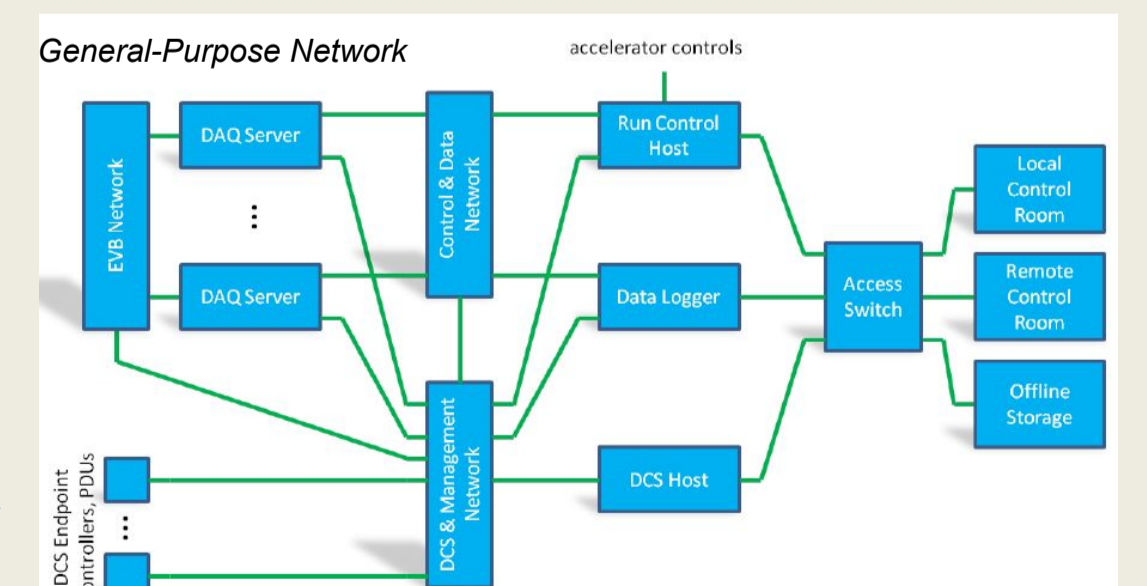 General-Purpose Network
accelerator controls
EVB Network
DAQ Server
...
DAQ Server
Control & Data
Network
Run Control
Host
Data Logger
DCS & Management
Network
DCS Host
Access
Switch
Local
Control
Room
Remote
Control
Room
Offline
Storage
DCS Endpoint
ontrollers, PDUs
...